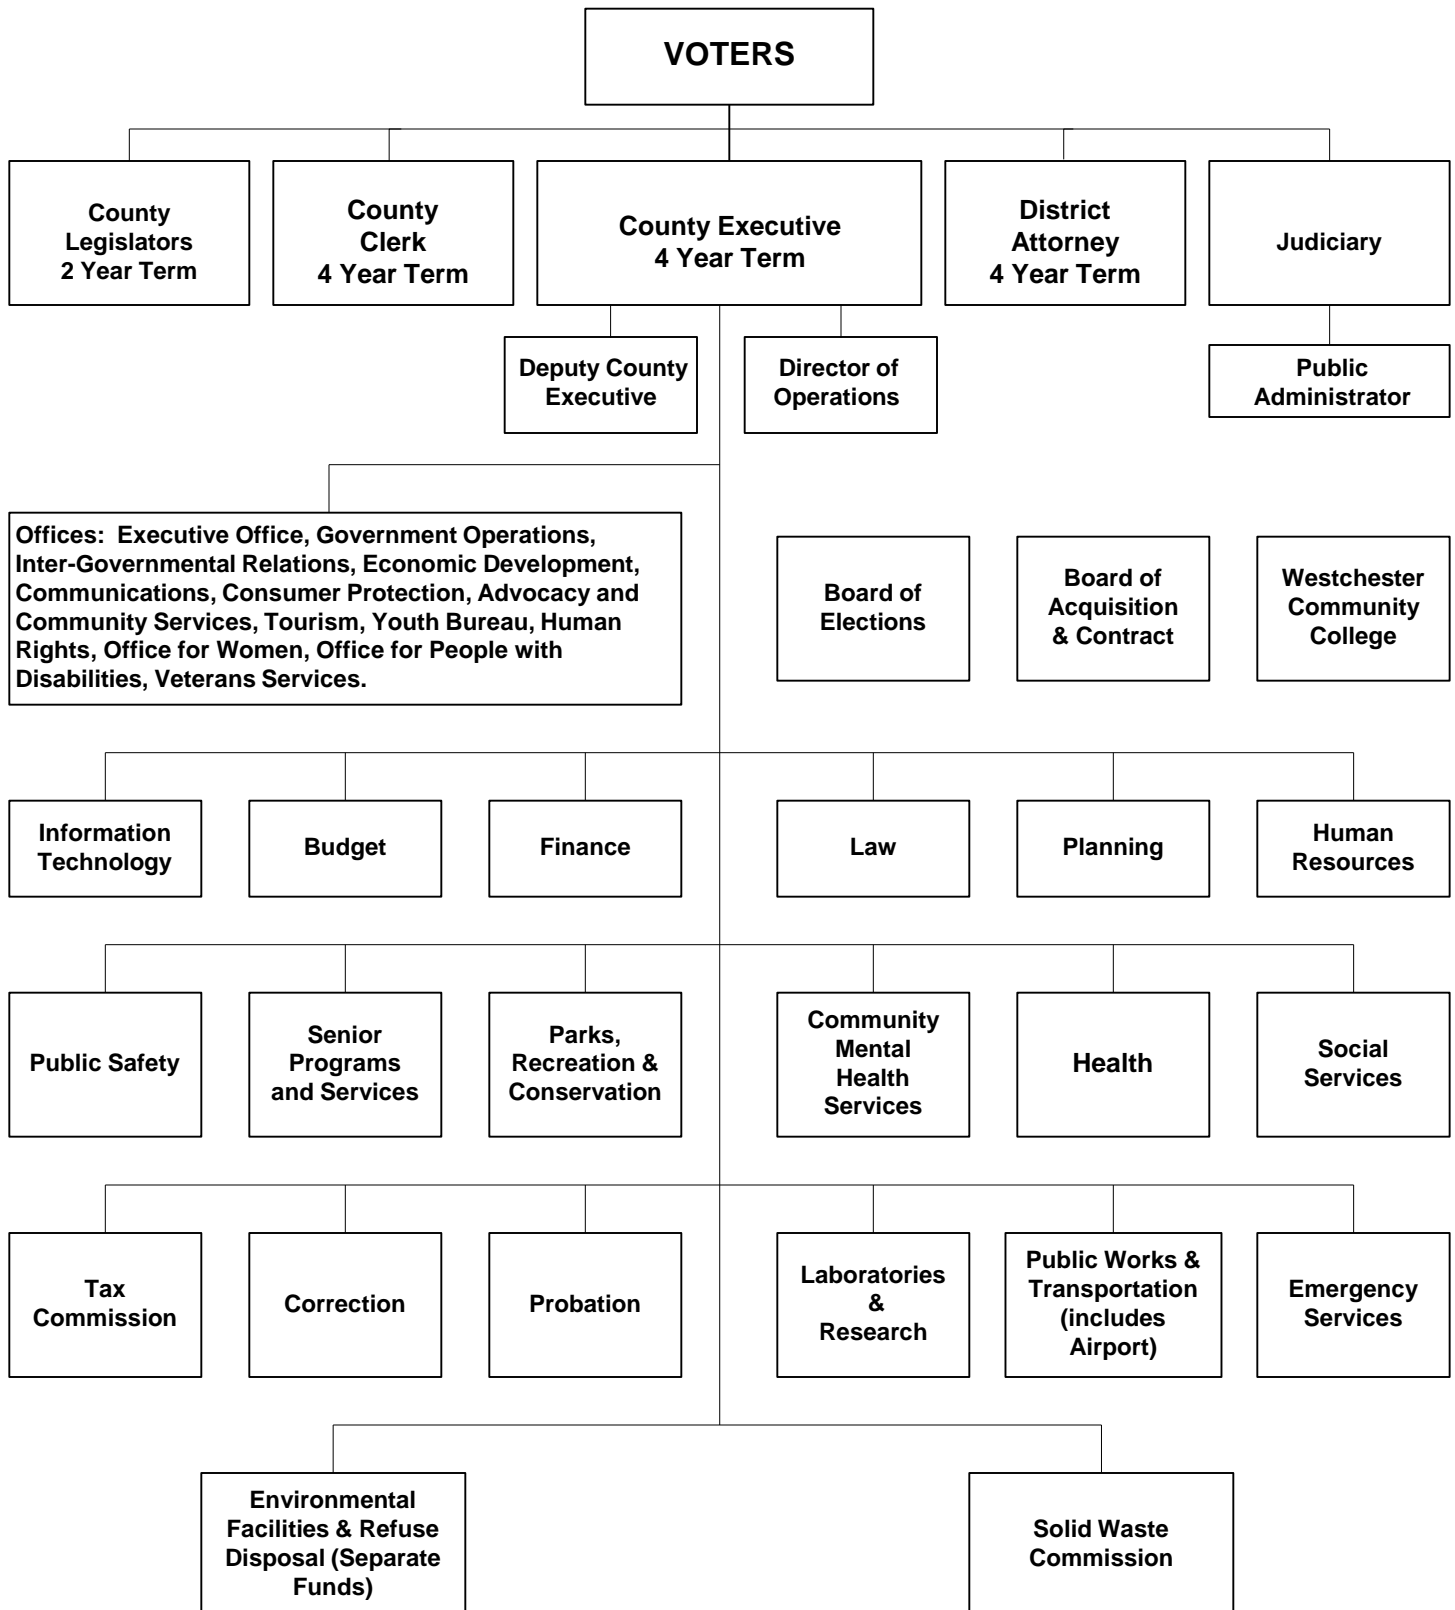 VOTERS
County
Legislators
2 Year Term
County
Clerk
4 Year Term
County Executive
4 Year Term
District
Attorney
4 Year Term
Judiciary
Deputy County
Executive
Director of
Operations
Public
Administrator
Offices:  Executive Office, Government Operations,
Inter-Governmental Relations, Economic Development,
Communications, Consumer Protection, Advocacy and
Community Services, Tourism, Youth Bureau, Human
Rights, Office for Women, Office for People with
Disabilities, Veterans Services.
Board of
Elections
Board of
Acquisition
& Contract
Westchester
Community
College
Information
Technology
Budget
Finance
Law
Planning
Human
Resources
Public Safety
Senior
Programs
and Services
Parks,
Recreation &
Conservation
Community
Mental
Health
Services
Health
Social
Services
Tax
Commission
Correction
Probation
Laboratories
&
Research
Public Works &
Transportation
(includes
Airport)
Emergency
Services
Environmental
Facilities & Refuse
Disposal (Separate
Funds)
Solid Waste
Commission